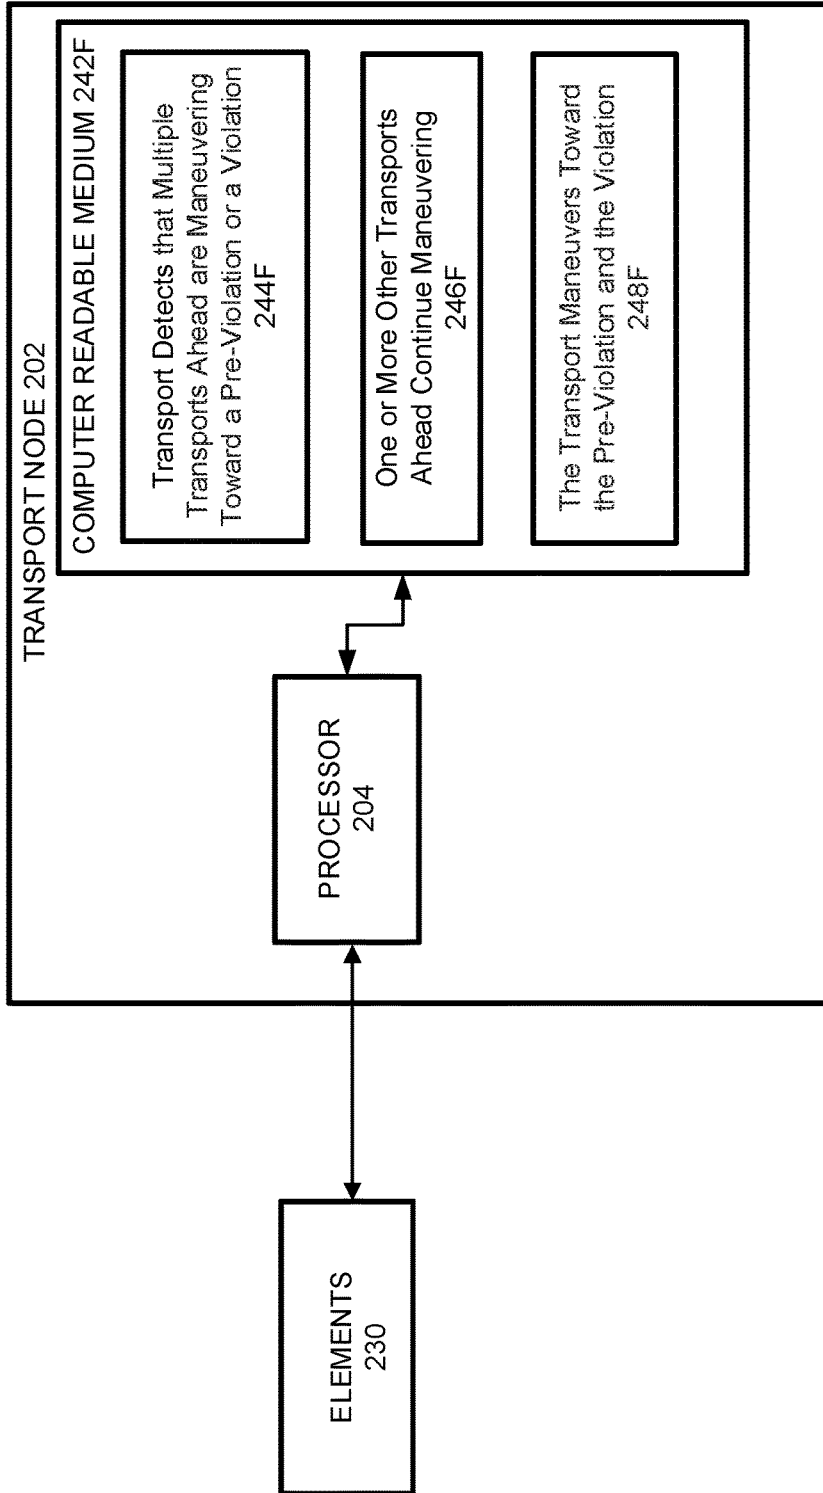 TRANSPORT NODE 202
COMPUTER READABLE MEDIUM 242F
Transport Detects that Multiple
Transports Ahead are Maneuvering
Toward a Pre-Violation or a Violation
244F
One or More Other Transports
Ahead Continue Maneuvering
246F
The Transport Maneuvers Toward
the Pre-Violation and the Violation
248F
PROCESSOR
204
ELEMENTS
230